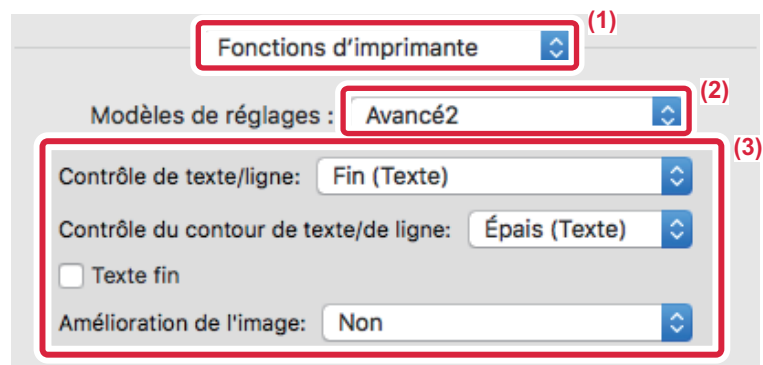 (1)
Fonctions d’imprimante
(2)
Modèles de réglages : Avancé2
(3)
Contrôle de texte/ligne: Fin (Texte)
Contrôle du contour de texte/de ligne: Épais (Texte)
Texte fin
Amélioration de l'image: Non